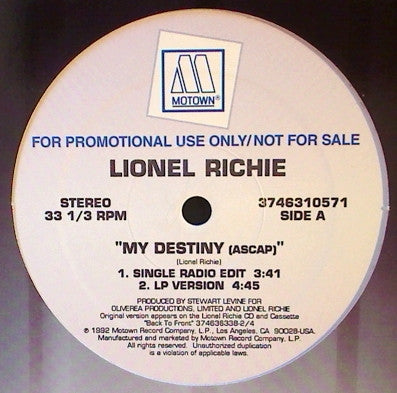 MOTOWN®
FOR PROMOTIONAL USE ONLY/NOT FOR SALE
LIONEL RICHIE
STEREO
33 1/3 RPM
3746310571
SIDE A
"MY DESTINY (ASCAP)"
(Lionel Richie)
1. SINGLE RADIO EDIT 3:41
2. LP VERSION 4:45
PRODUCED BY STEWART LEVINE FOR
OLIVEREA PRODUCTIONS, LIMITED AND LIONEL RICHIE
Original version appears on the Lionel Richie CD and Cassette
"Back To Front" 374636338-2/4
℗ 1992 Motown Record Company, L.P., Los Angeles, CA 90028-USA.
Manufactured and marketed by Motown Record Company, L.P.
All rights reserved. Unauthorized duplication
is a violation of applicable laws.